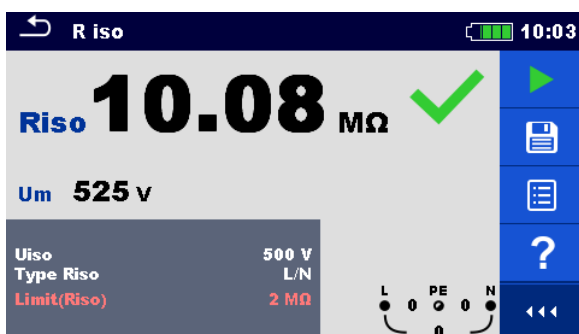 R iso 10:03
Riso 10.08 MΩ
Um 525 V
Uiso 500 V
Type Riso L/N
Limit(Riso) 2 MΩ
?
L PE N
0 0
0